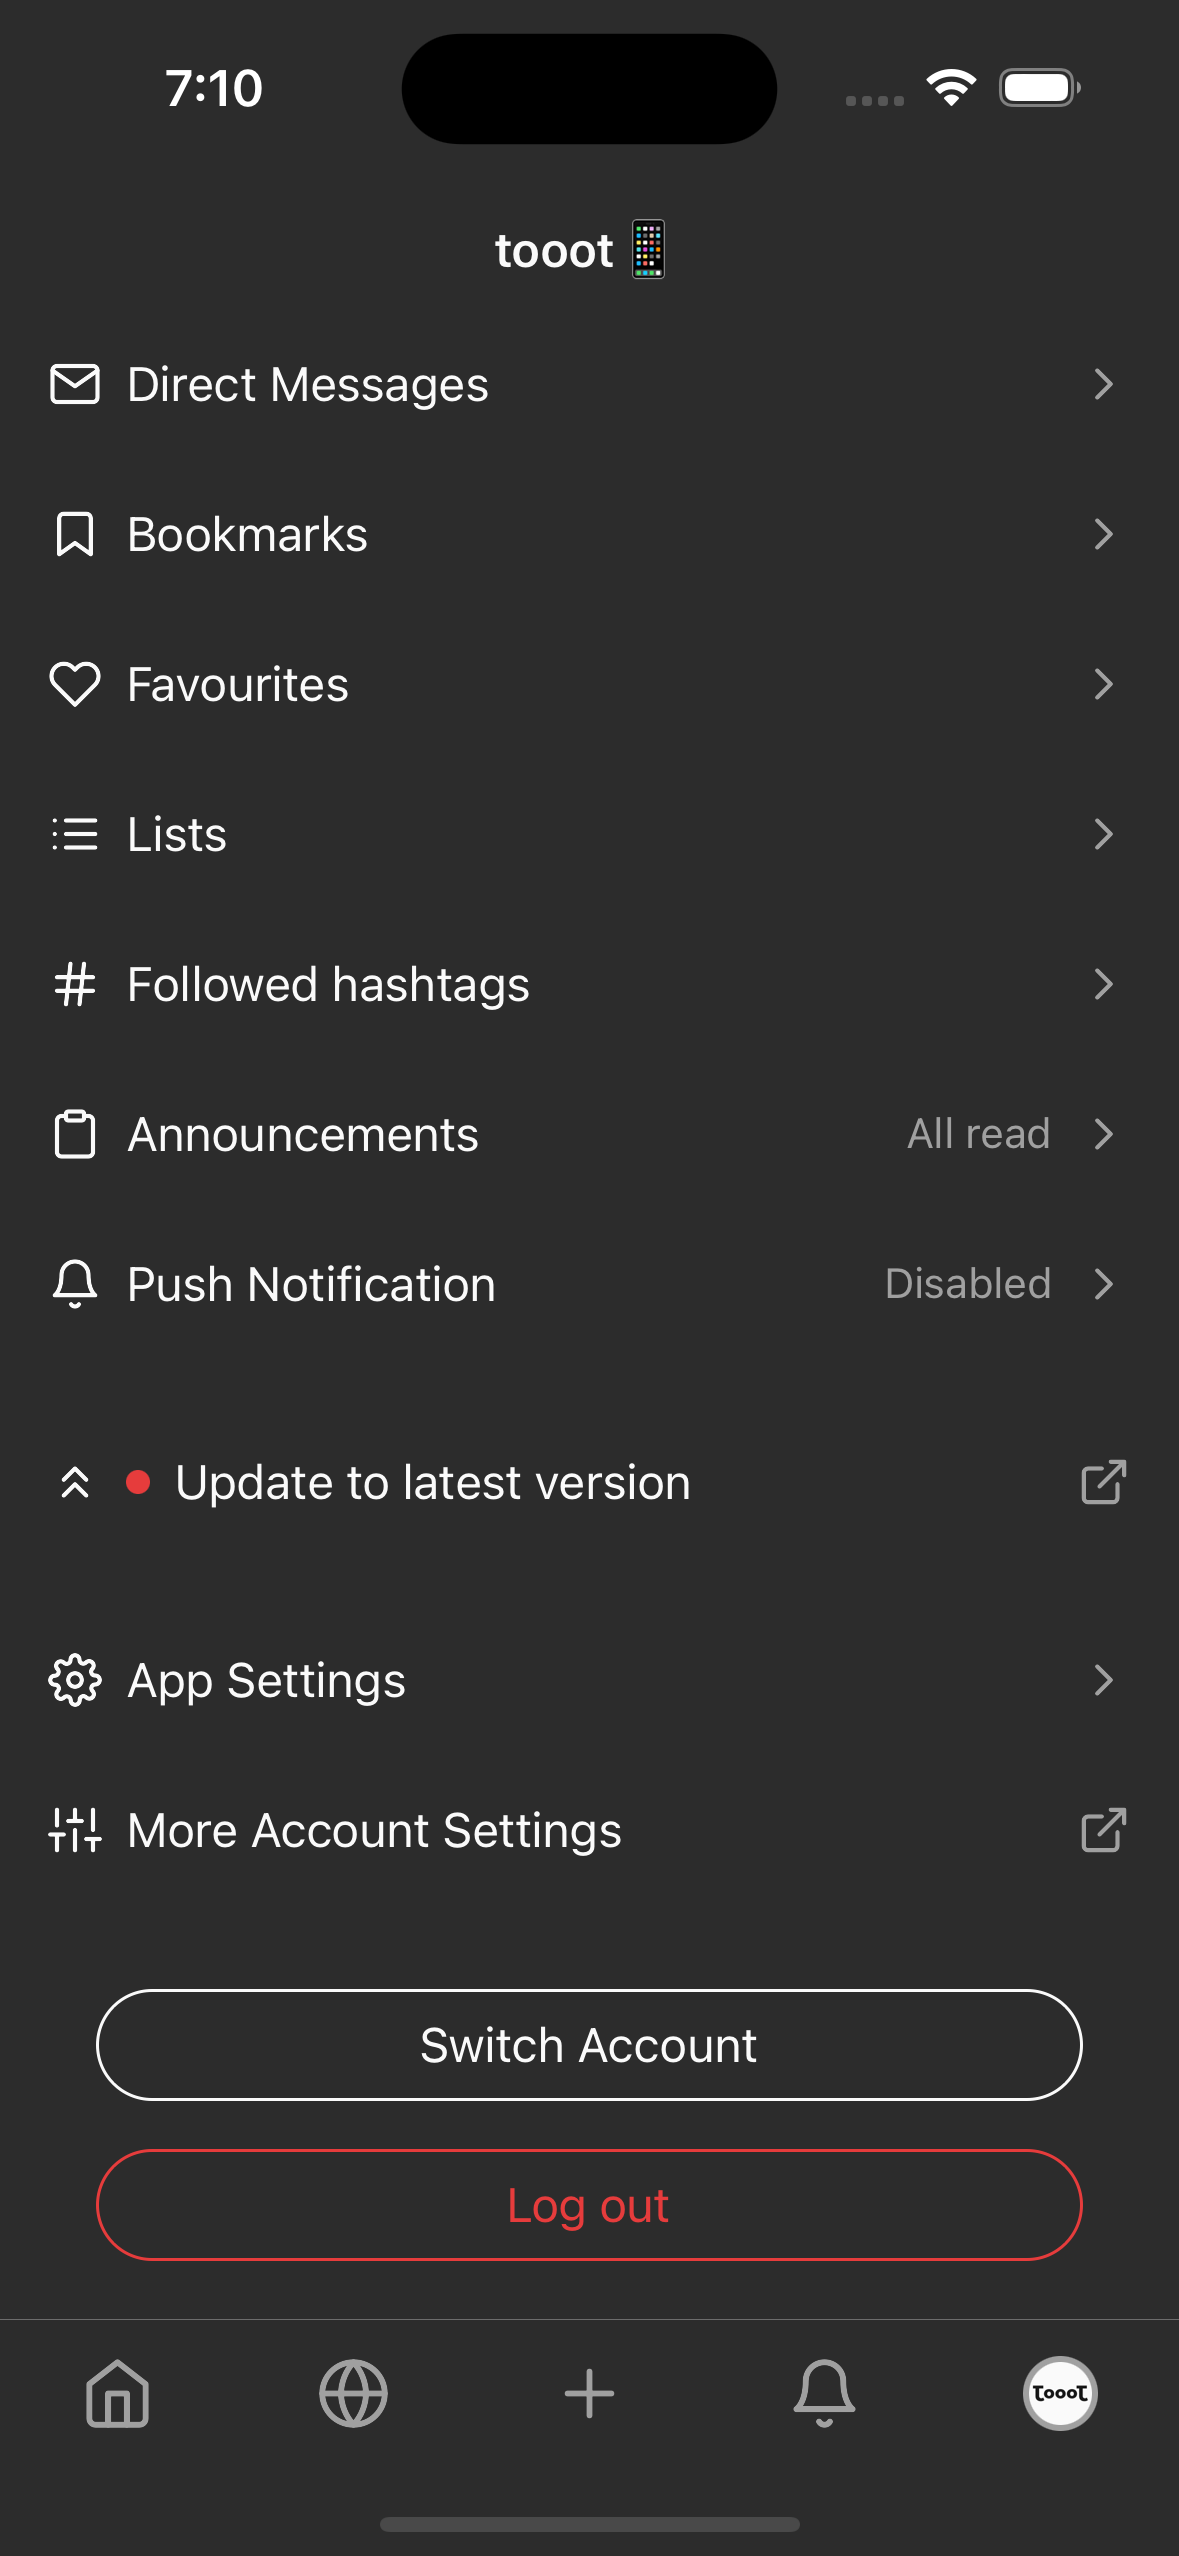 7:10
tooot 📱
Direct Messages
Bookmarks
Favourites
Lists
Followed hashtags
Announcements All read
Push Notification Disabled
Update to latest version
App Settings
More Account Settings
Switch Account
Log out
tooot